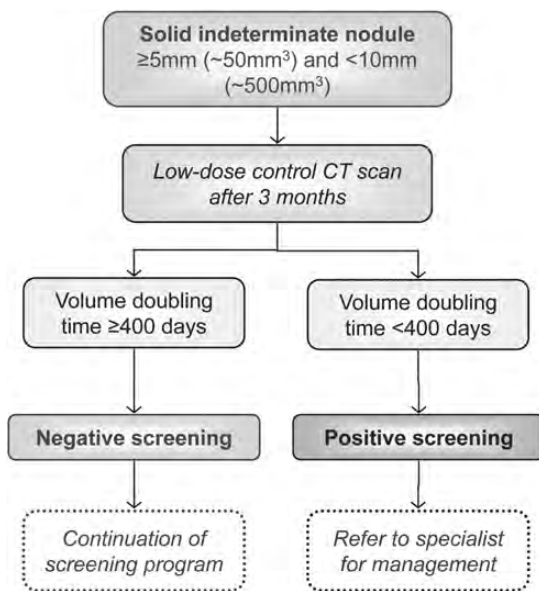 Solid indeterminate nodule
≥5mm (~50mm³) and <10mm
(~500mm³)
Low-dose control CT scan
after 3 months
Volume doubling
time ≥400 days
Volume doubling
time <400 days
Negative screening
Positive screening
Continuation of
screening program
Refer to specialist
for management